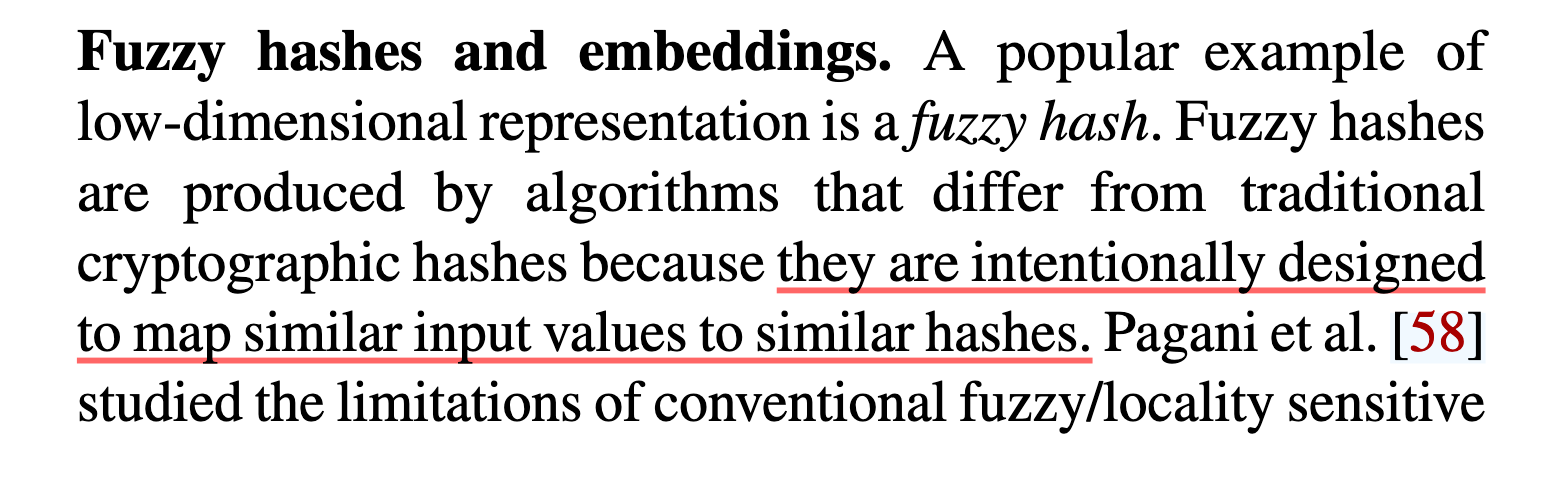 Fuzzy hashes and embeddings. A popular example of
low-dimensional representation is a fuzzy hash. Fuzzy hashes
are produced by algorithms that differ from traditional
cryptographic hashes because they are intentionally designed
to map similar input values to similar hashes. Pagani et al. [58]
studied the limitations of conventional fuzzy/locality sensitive